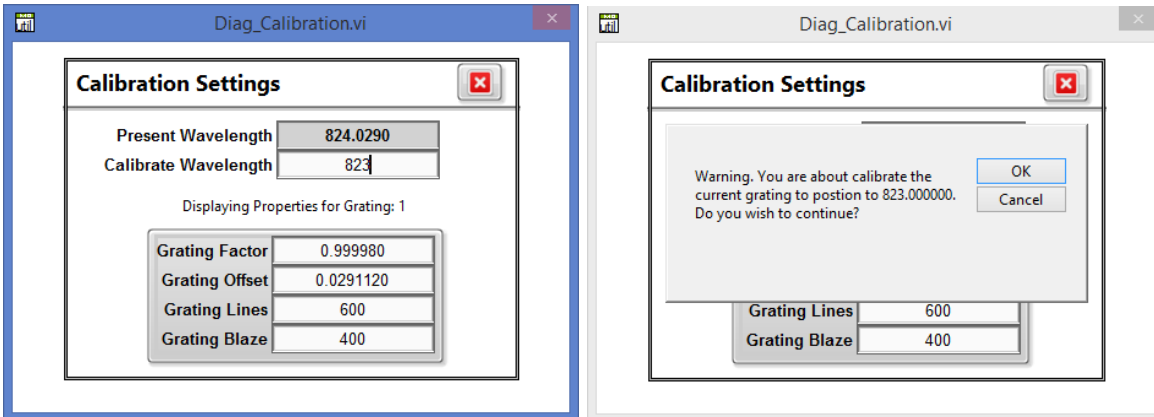 Diag_Calibration.vi
Calibration Settings
Present Wavelength 824.0290
Calibrate Wavelength 823
Displaying Properties for Grating: 1
Grating Factor 0.999980
Grating Offset 0.0291120
Grating Lines 600
Grating Blaze 400
Diag_Calibration.vi
Calibration Settings
Warning. You are about calibrate the
current grating to postion to 823.000000.
Do you wish to continue?
OK
Cancel
Grating Lines 600
Grating Blaze 400